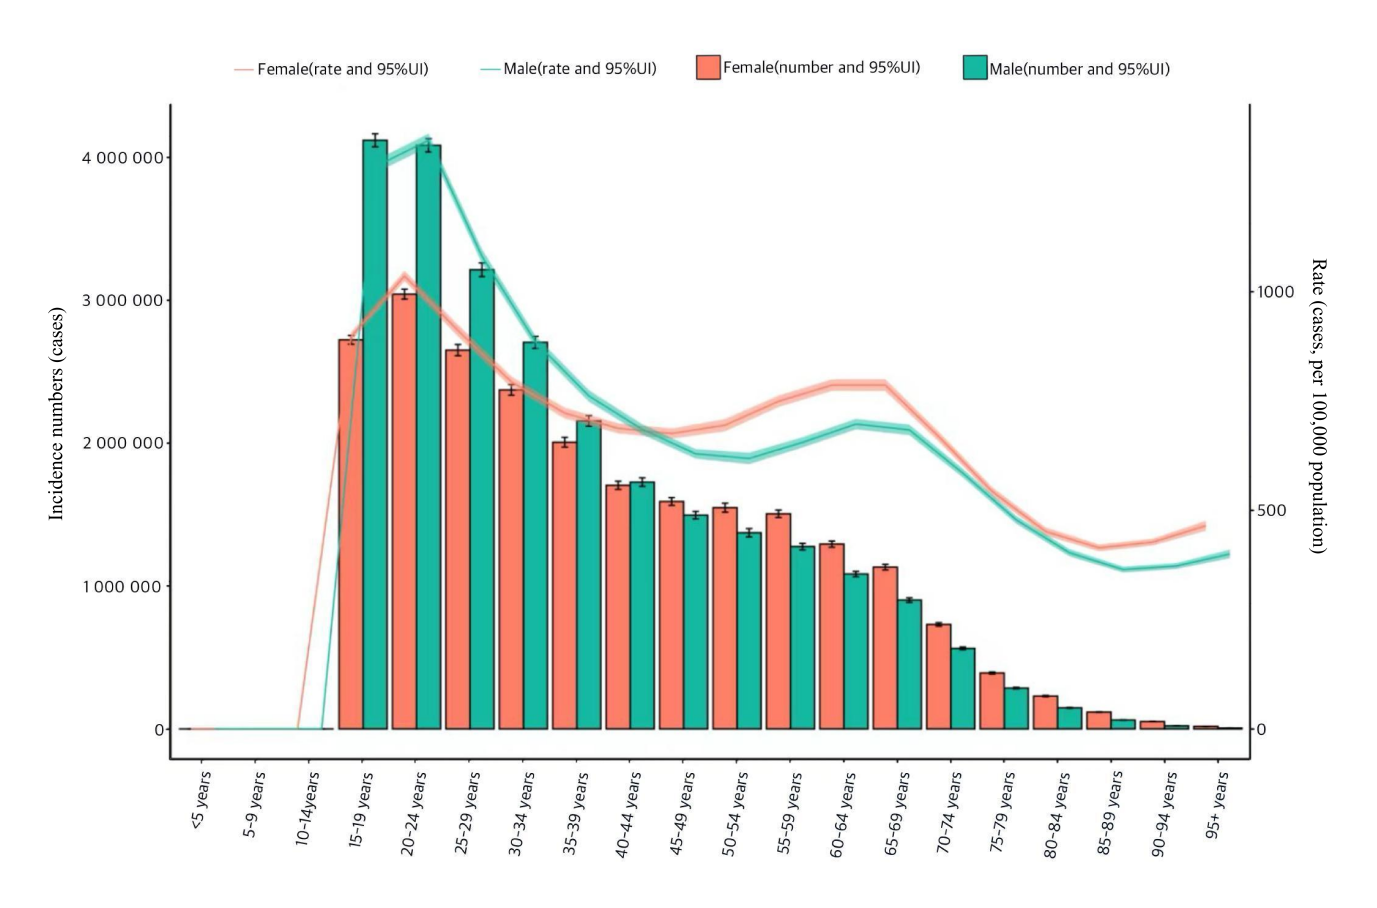 Female(rate and 95%UI) Male(rate and 95%UI) Female(number and 95%UI) Male(number and 95%UI)
Incidence numbers (cases)
4 000 000
3 000 000
2 000 000
1 000 000
0
1000
500
0
Rate (cases, per 100,000 population)
<5 years
5-9 years
10-14years
15-19 years
20-24 years
25-29 years
30-34 years
35-39 years
40-44 years
45-49 years
50-54 years
55-59 years
60-64 years
65-69 years
70-74 years
75-79 years
80-84 years
85-89 years
90-94 years
95+ years